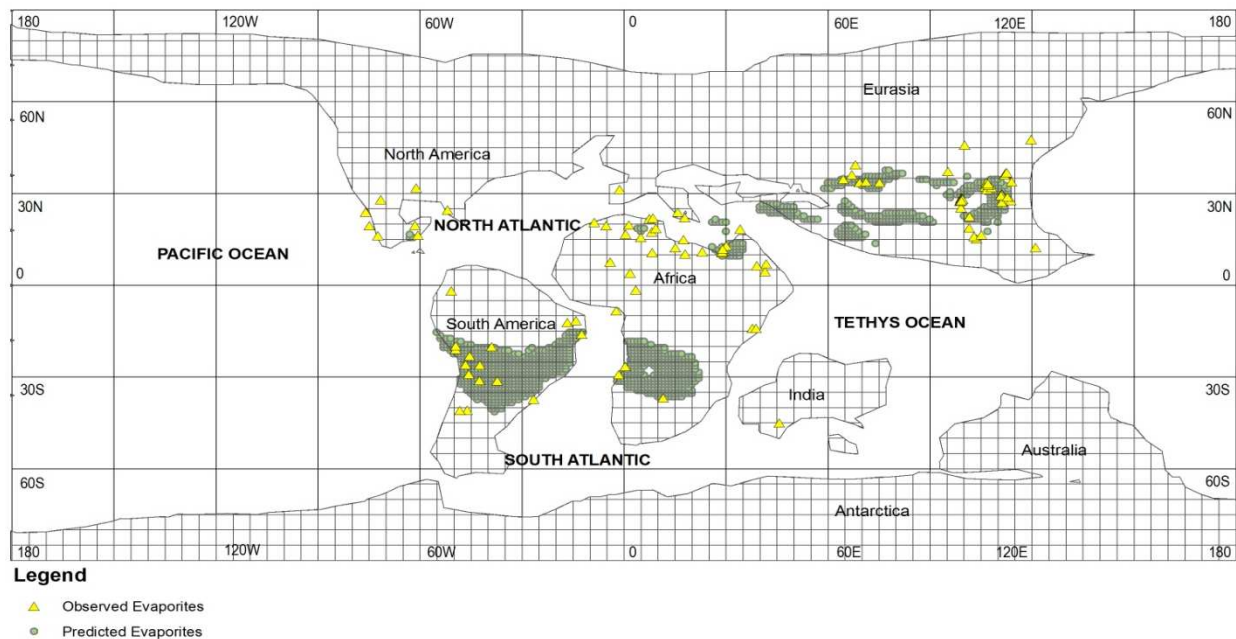 180 120W 60W 0 60E 120E 180
Eurasia
60N 60N
North America
30N 30N
NORTH ATLANTIC
PACIFIC OCEAN
0 Africa 0
South America TETHYS OCEAN
30S 30S
India
Australia
SOUTH ATLANTIC
60S 60S
Antarctica
180 120W 60W 0 60E 120E 180
Legend
Observed Evaporites
Predicted Evaporites